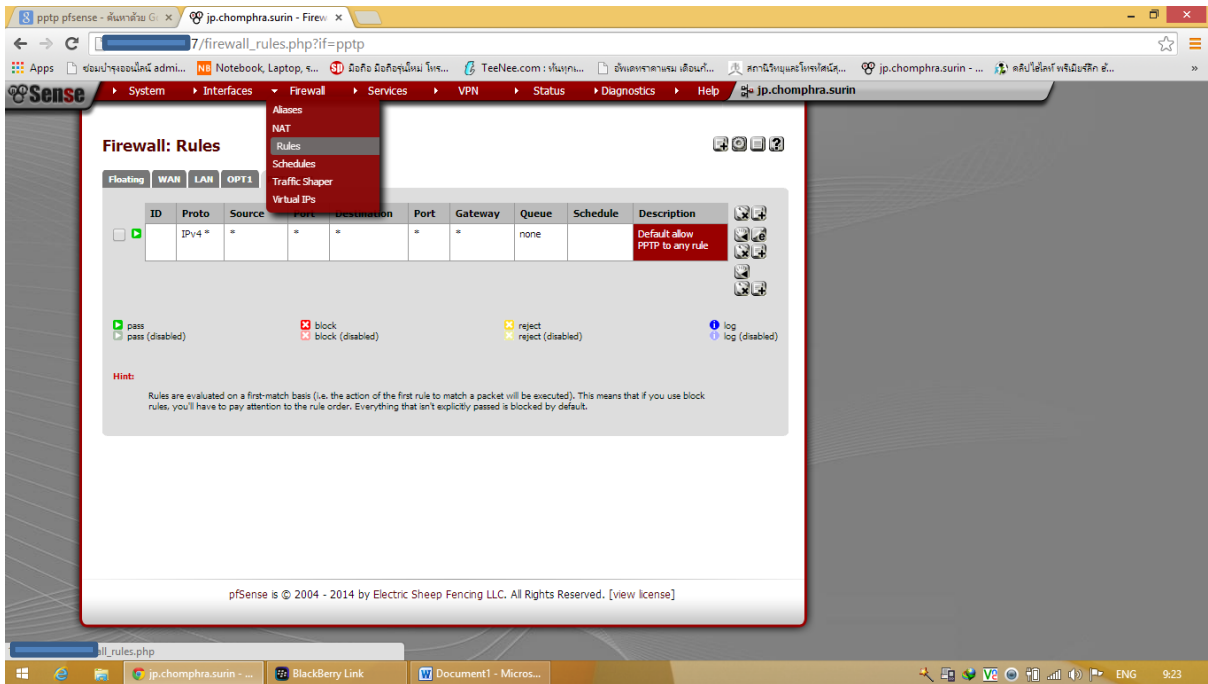 pptp pfsense - ค้นหาด้วย G
jp.chomphra.surin - Firew
7/firewall_rules.php?if=pptp
Apps
ซ่อมบำรุงออนไลน์ admi...
Notebook, Laptop, ร...
มือถือ มือถือรุ่นใหม่ โทร...
TeeNee.com : ทันทุกเ...
อัพเดทราคาแรม เดือนก้...
สถานีวิทยุและโทรทัศน์สุ...
jp.chomphra.surin - ...
คลิปไฮไลท์ พรีเมียร์ลีก อั...
»
Sense
System
Interfaces
Firewall
Services
VPN
Status
Diagnostics
Help
jp.chomphra.surin
Aliases
NAT
Rules
Schedules
Traffic Shaper
Virtual IPs
Firewall: Rules
Floating WAN LAN OPT1
ID Proto Source Port Destination Port Gateway Queue Schedule Description
IPv4 * * * * * * none Default allow
PPTP to any rule
pass block reject log
pass (disabled) block (disabled) reject (disabled) log (disabled)
Hint:
Rules are evaluated on a first-match basis (i.e. the action of the first rule to match a packet will be executed). This means that if you use block
rules, you'll have to pay attention to the rule order. Everything that isn't explicitly passed is blocked by default.
pfSense is © 2004 - 2014 by Electric Sheep Fencing LLC. All Rights Reserved. [view license]
all_rules.php
jp.chomphra.surin - ...
BlackBerry Link
Document1 - Micros...
ENG
9:23